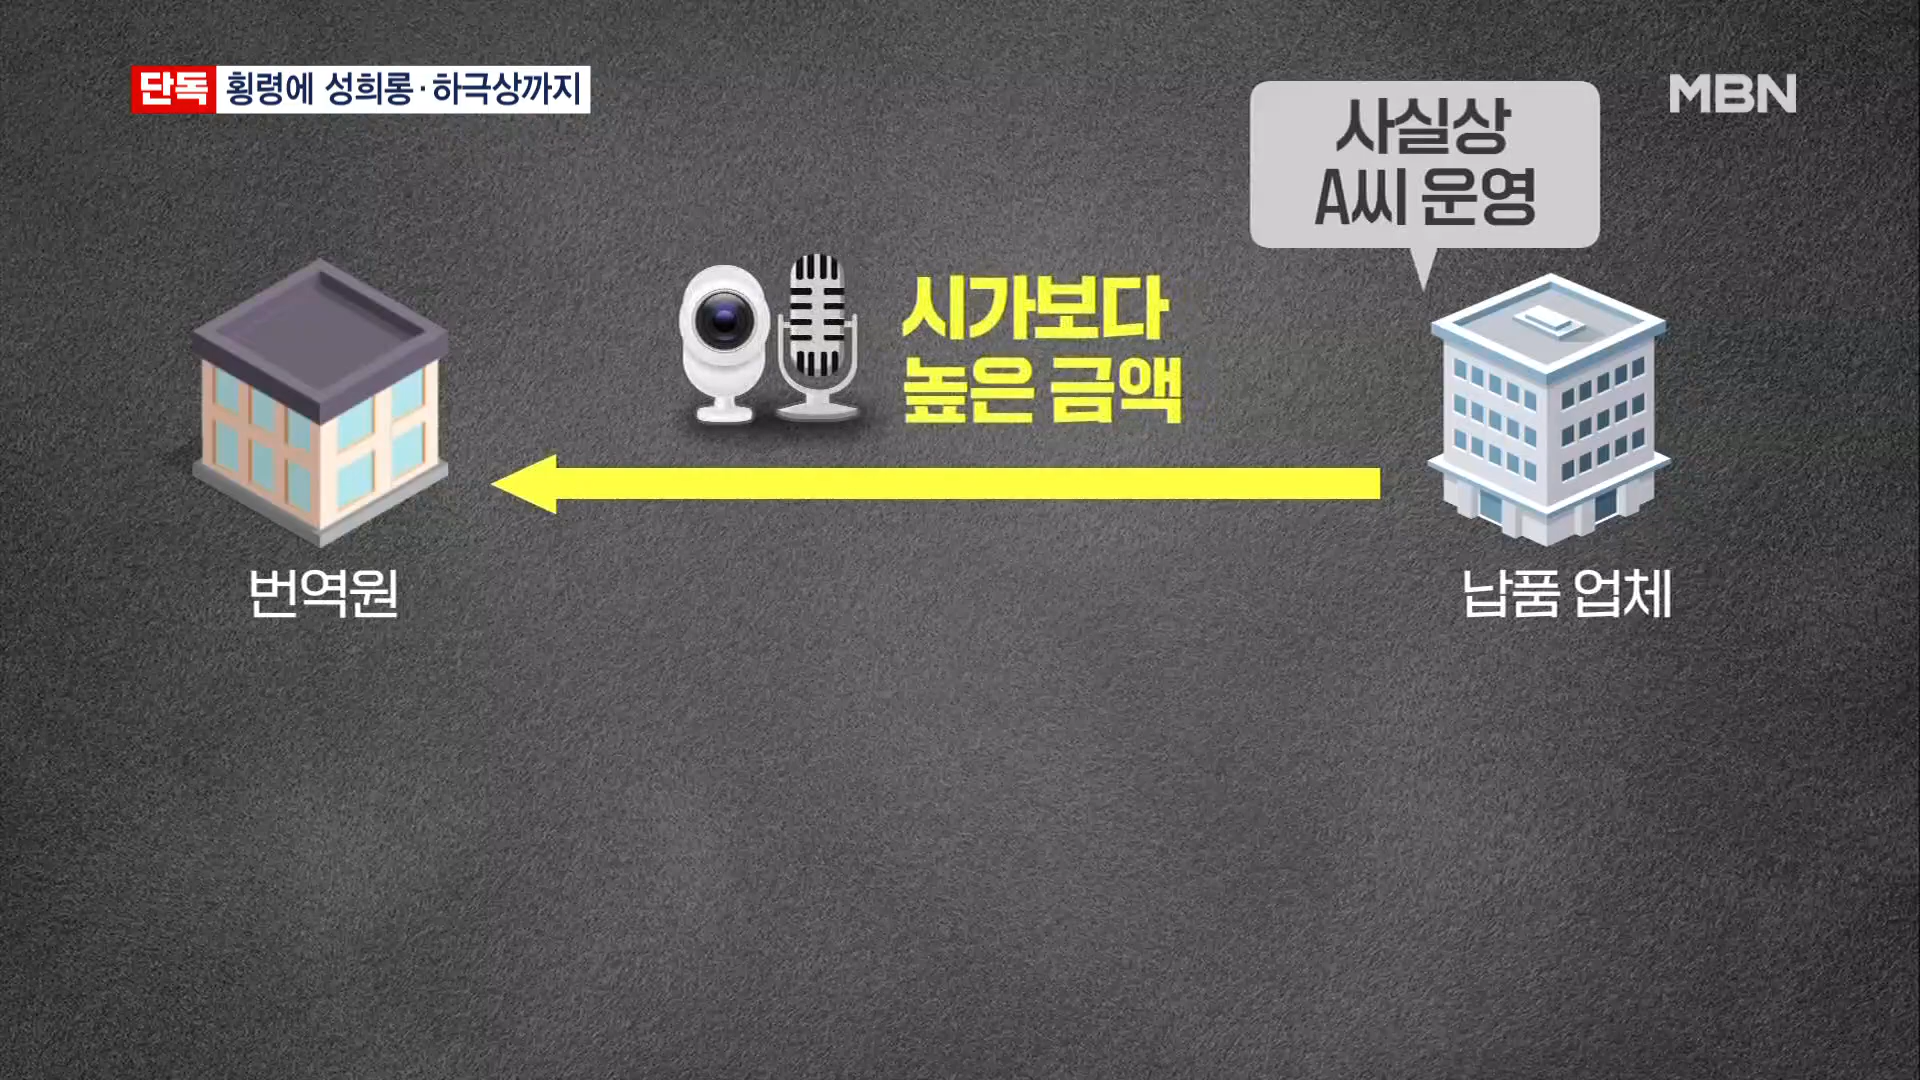 단독 횡령에 성희롱·하극상까지
MBN
사실상
A씨 운영
시가보다
높은 금액
번역원
납품 업체